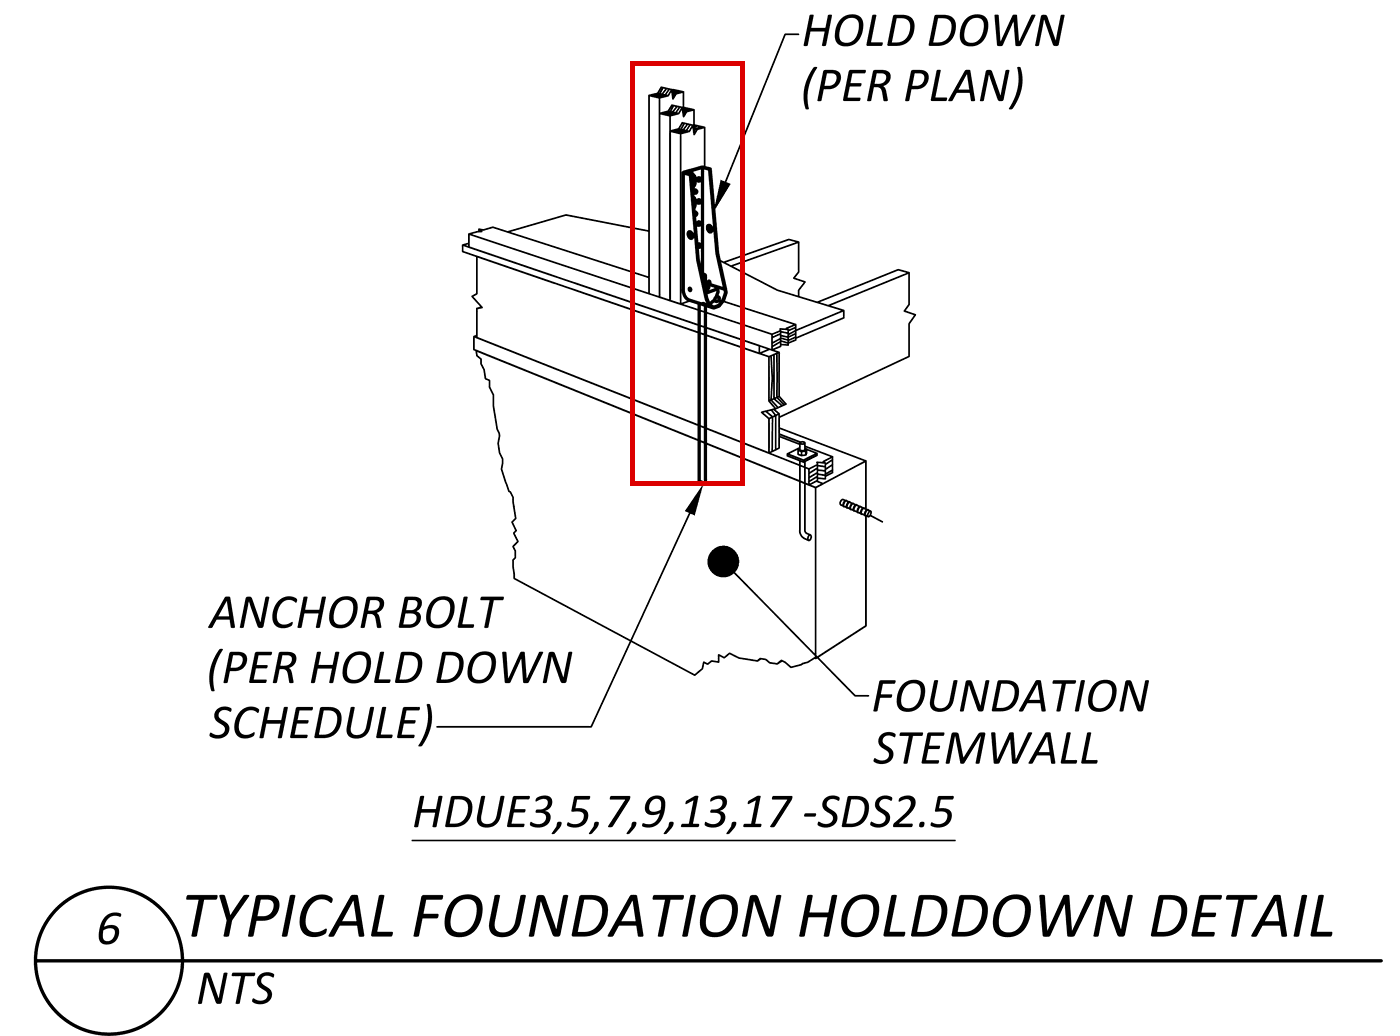 HOLD DOWN
(PER PLAN)
ANCHOR BOLT
(PER HOLD DOWN
SCHEDULE)
FOUNDATION
STEMWALL
HDUE3,5,7,9,13,17 -SDS2.5
6
TYPICAL FOUNDATION HOLDDOWN DETAIL
NTS